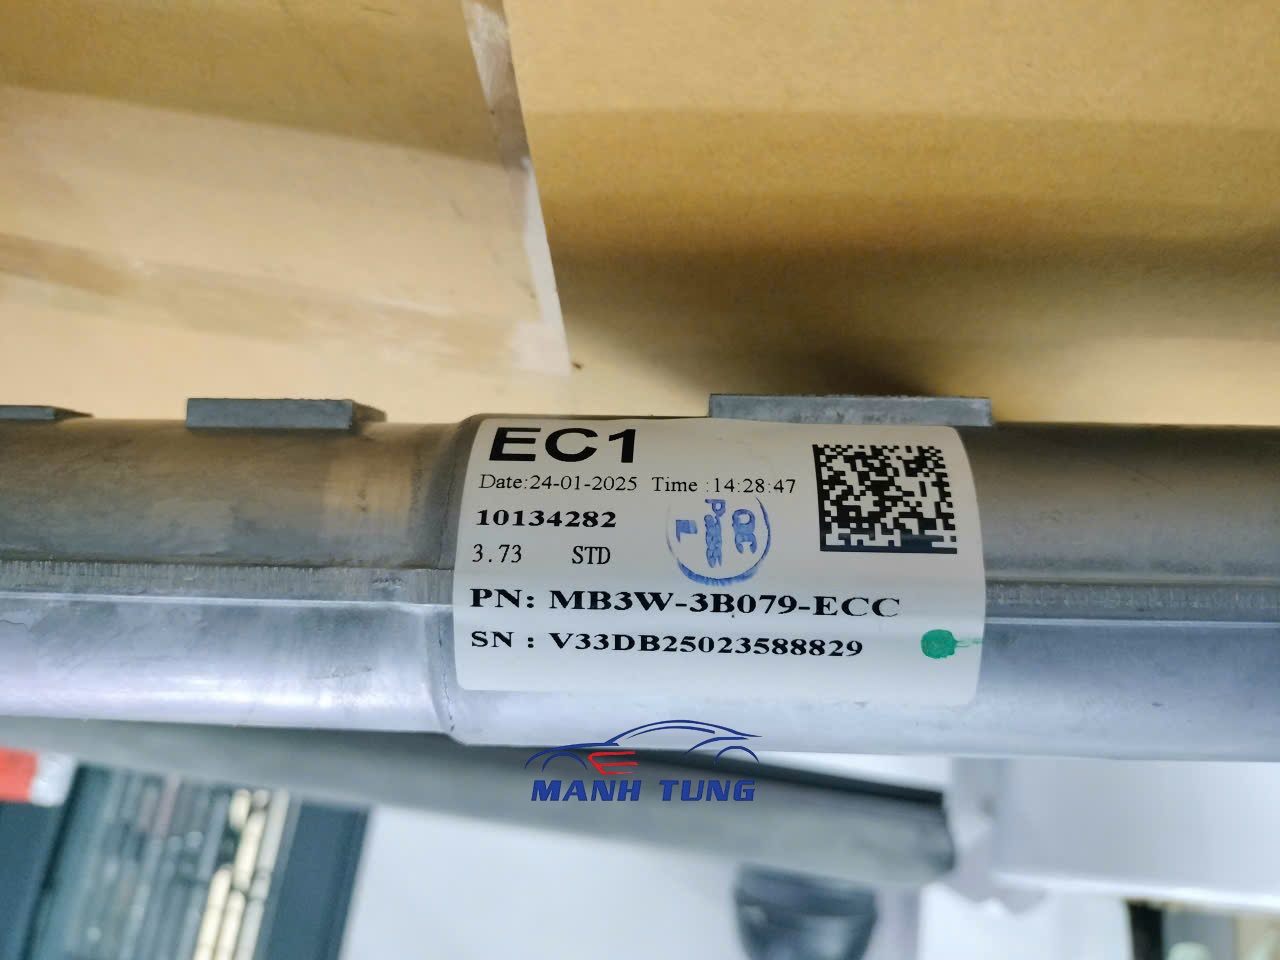 EC1
Date:24-01-2025 Time :14:28:47
10134282
3.73 STD
QC
Pass
1
PN: MB3W-3B079-ECC
SN : V33DB25023588829
MANH TUNG